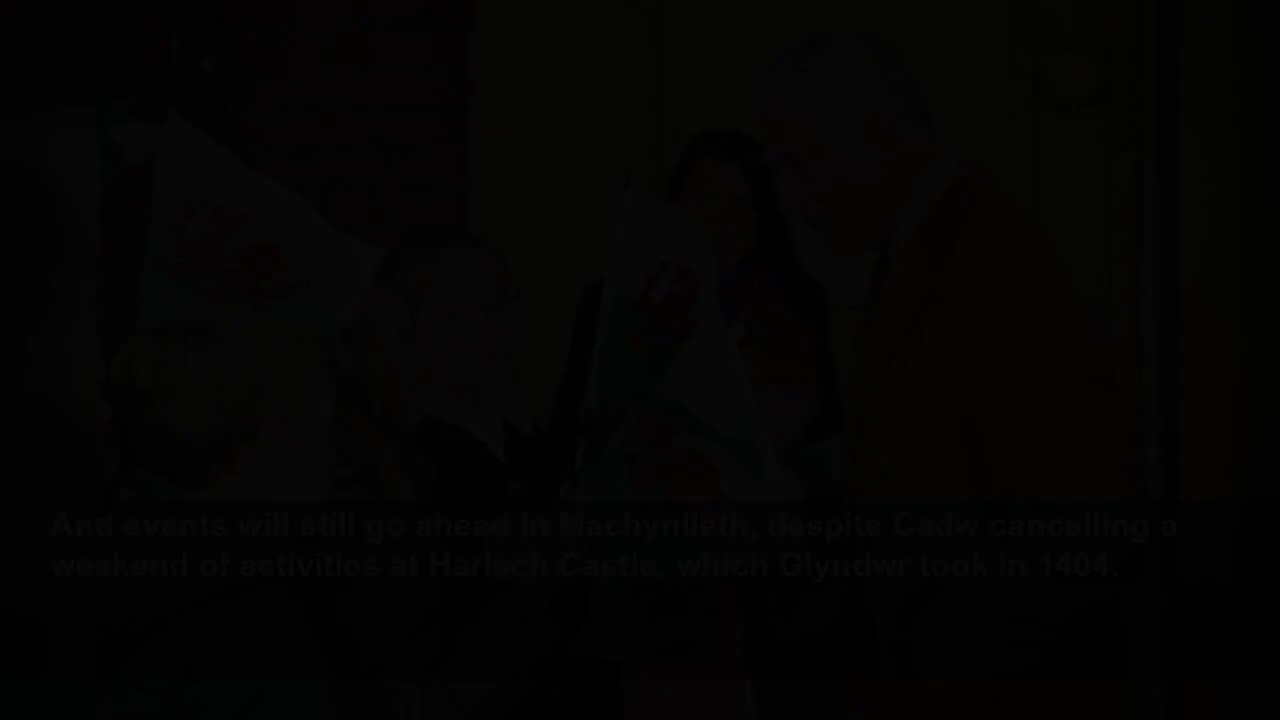 And events will still go ahead in Machynlleth, despite Cadw cancelling a
weekend of activities at Harlech Castle, which Glyndwr took in 1404.